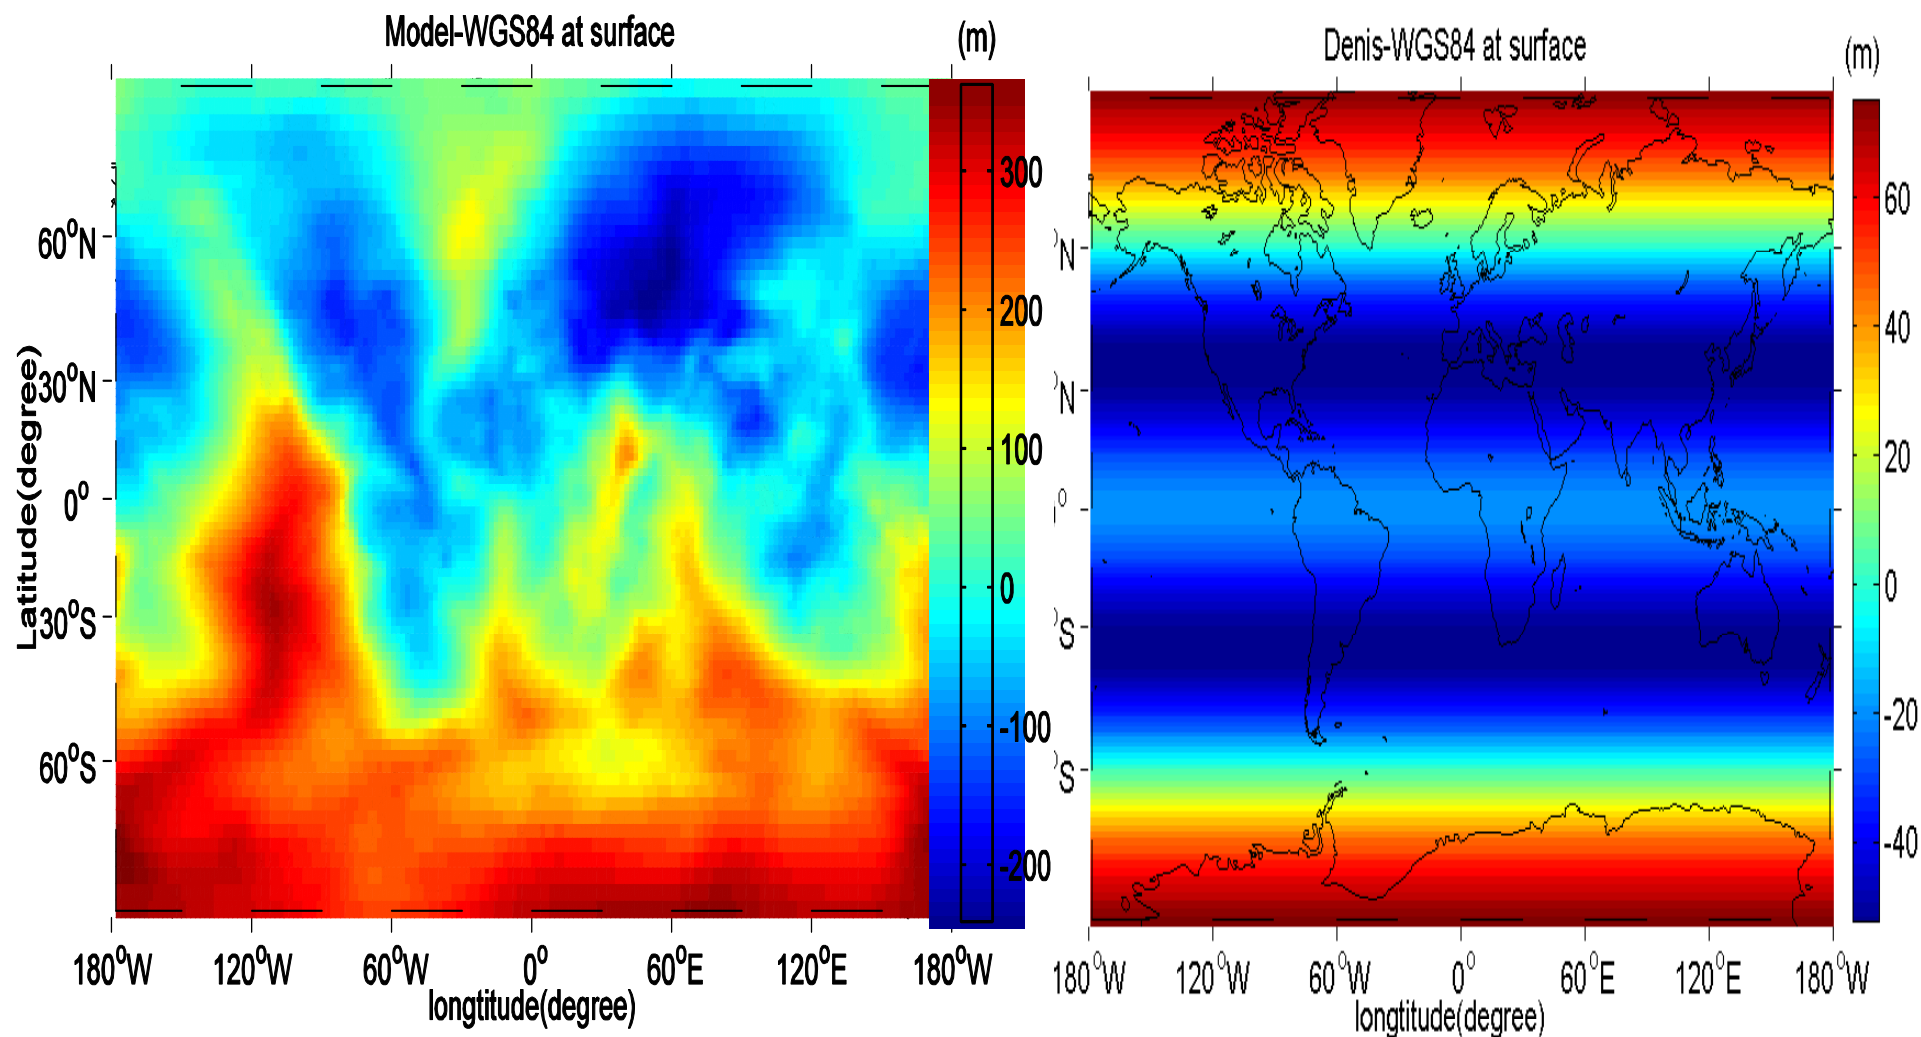 Model-WGS84 at surface
(m)
300
200
100
0
-100
-200
60°N
30°N
0°
30°S
60°S
Latitude(degree)
180°W 120°W 60°W 0° 60°E 120°E 180°W
longtitude(degree)
Denis-WGS84 at surface
(m)
60
40
20
0
-20
-40
°N
°N
°
°S
°S
180°W 120°W 60°W 0° 60°E 120°E 180°W
longtitude(degree)